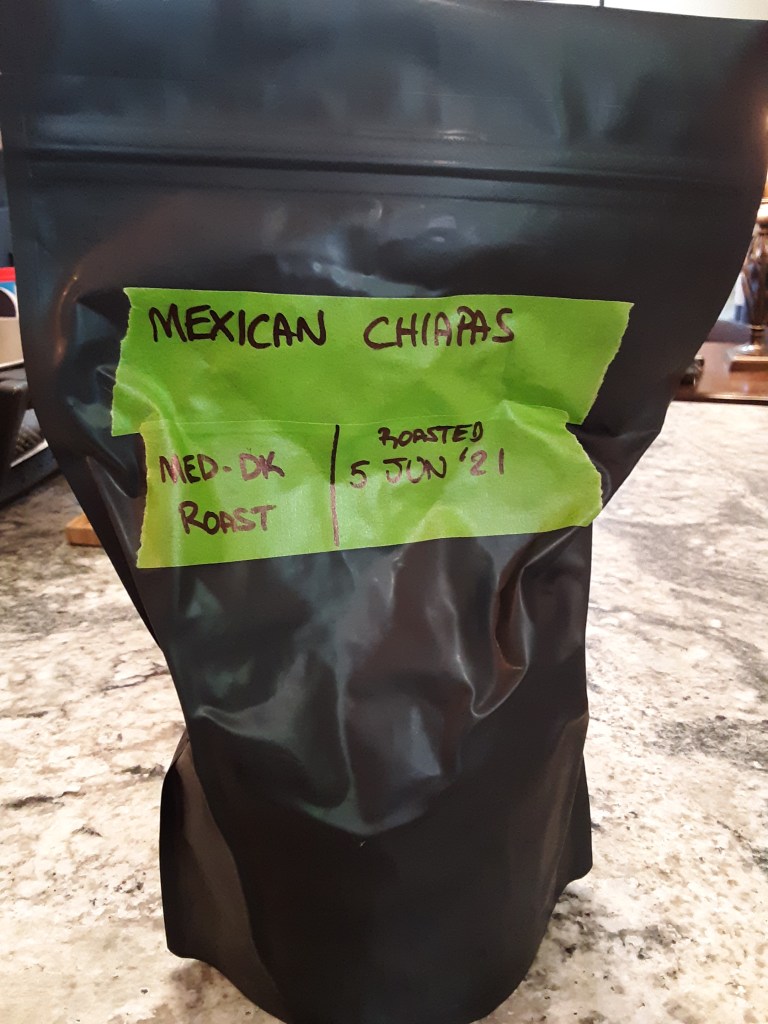 MEXICAN CHIAPAS
MED-DK
ROAST
ROASTED
5 JUN '21